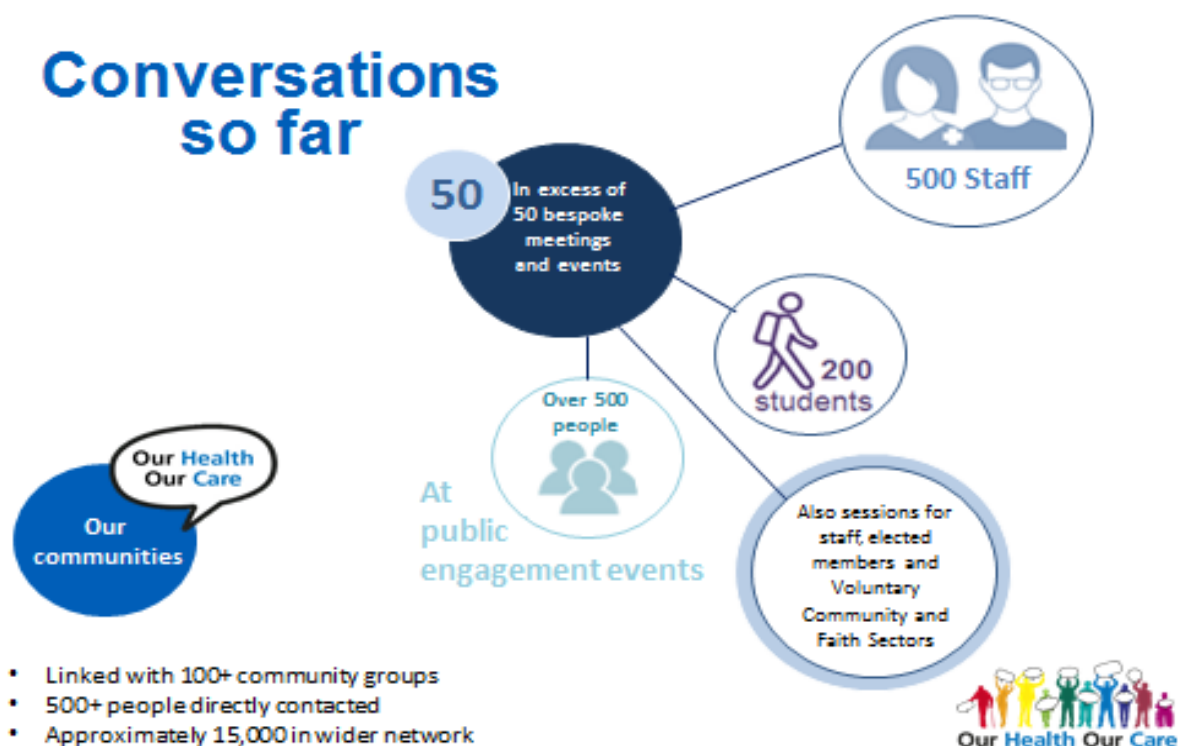 Conversations
so far
50
In excess of
50 bespoke
meetings
and events
500 Staff
200
students
Over 500
people
At
public
engagement events
Our Health
Our Care
Our
communities
Also sessions for
staff, elected
members and
Voluntary
Community and
Faith Sectors
• Linked with 100+ community groups
• 500+ people directly contacted
• Approximately 15,000 in wider network
Our Health Our Care